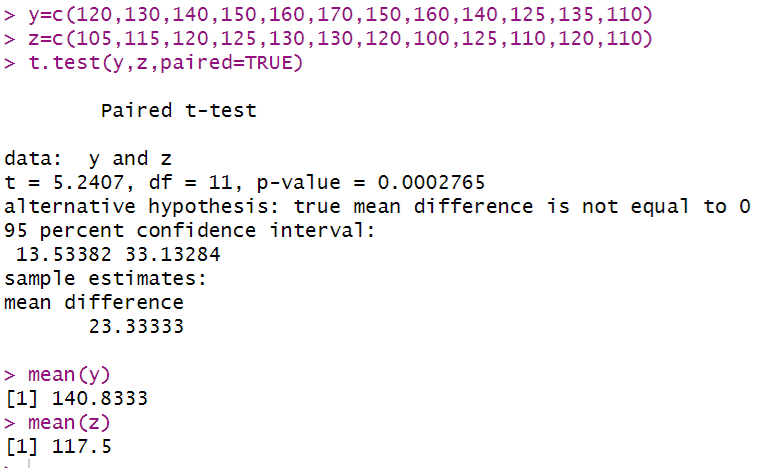 > y=c(120,130,140,150,160,170,150,160,140,125,135,110)
> z=c(105,115,120,125,130,130,120,100,125,110,120,110)
> t.test(y,z,paired=TRUE)
Paired t-test
data:  y and z
t = 5.2407, df = 11, p-value = 0.0002765
alternative hypothesis: true mean difference is not equal to 0
95 percent confidence interval:
13.53382 33.13284
sample estimates:
mean difference
23.33333
> mean(y)
[1] 140.8333
> mean(z)
[1] 117.5
>